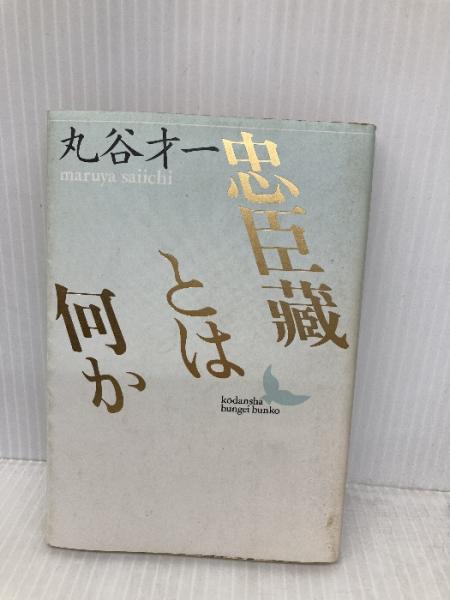 丸谷才一
maruya saiichi
忠臣藏
とは
何か
kodansha
bungei bunko